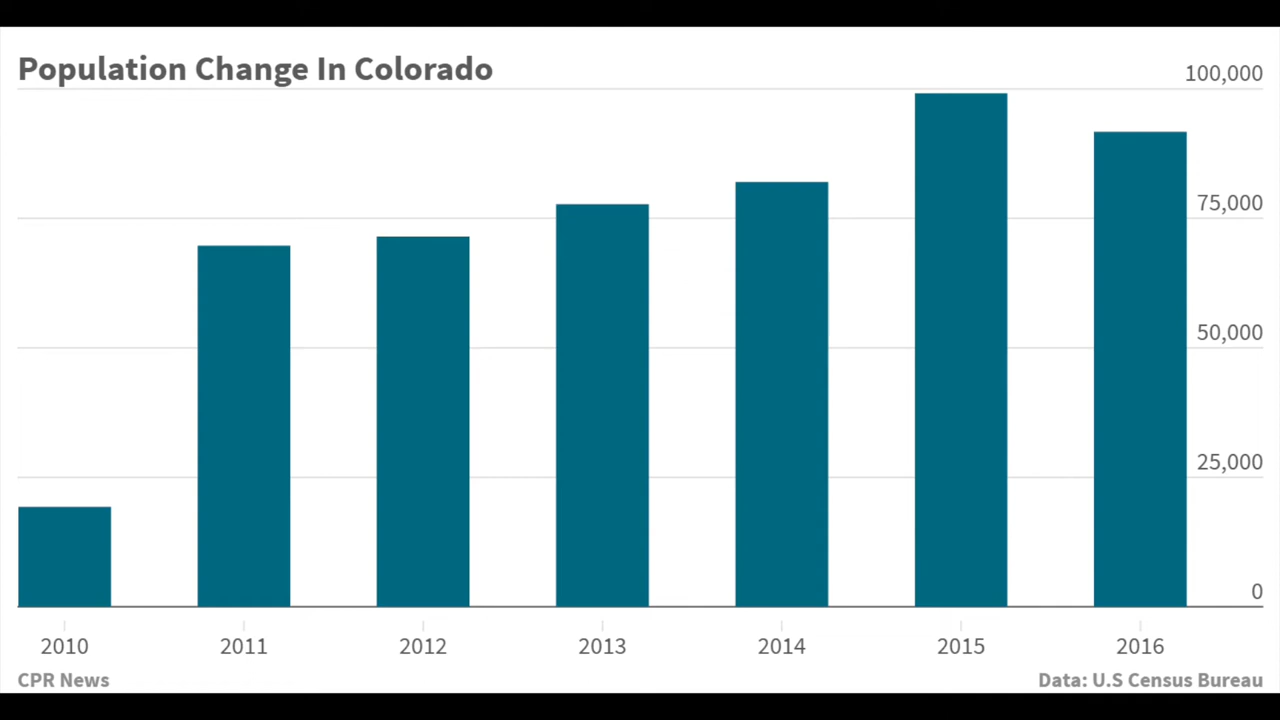 Population Change In Colorado
100,000
75,000
50,000
25,000
0
2010 2011 2012 2013 2014 2015 2016
CPR News Data: U.S Census Bureau